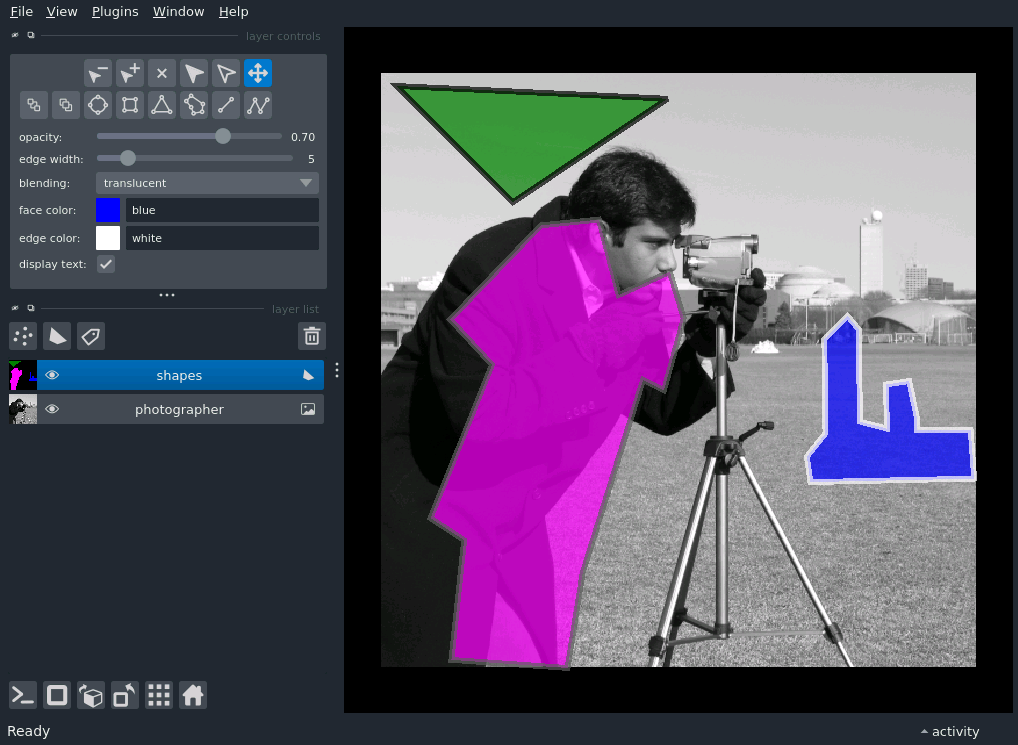 File View Plugins Window Help
layer controls
opacity: 0.70
edge width: 5
blending: translucent
face color: blue
edge color: white
display text:
layer list
shapes
photographer
Ready
activity